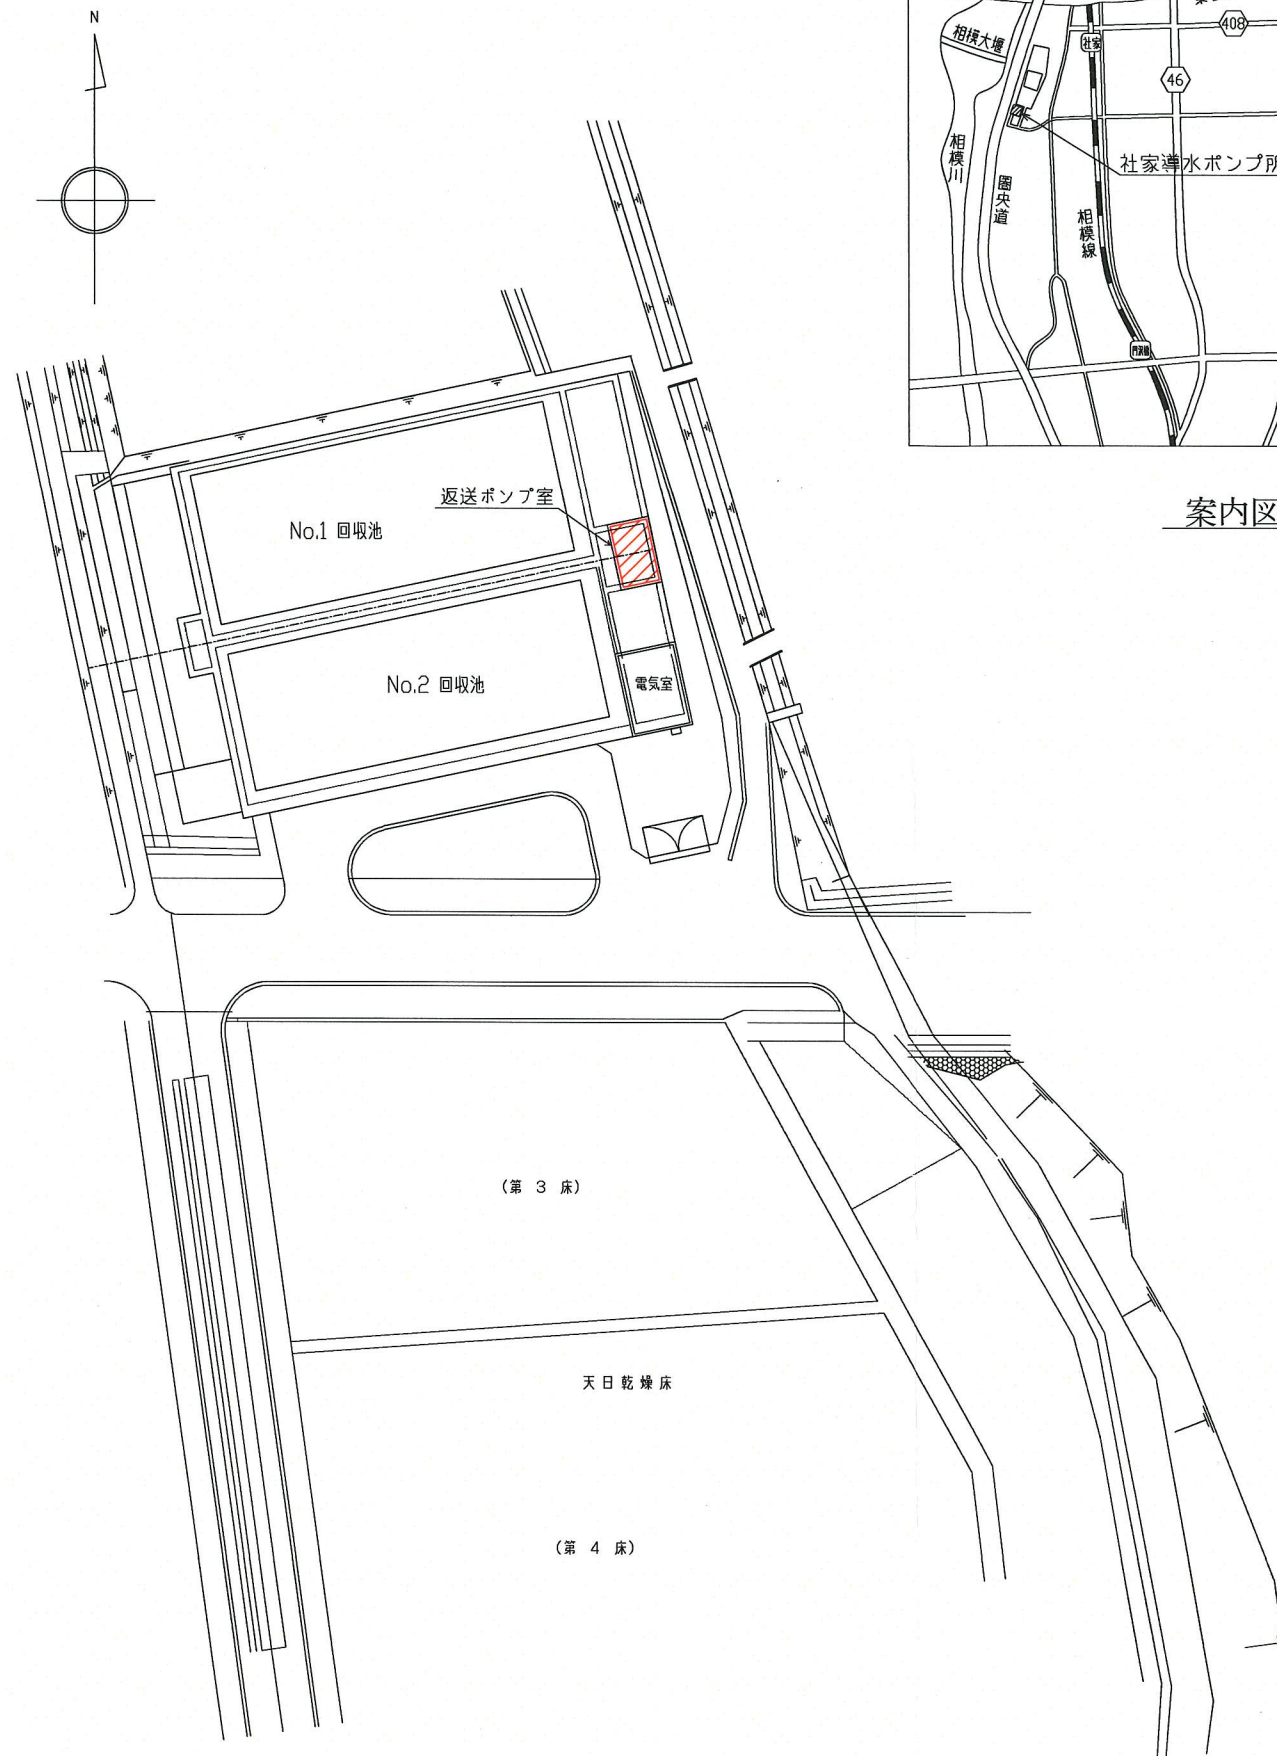 N
相模大堰
社家
408
46
相模川
圏央道
社家導水ポンプ所
相模線
門沢橋
案内図
返送ポンプ室
No.1 回収池
No.2 回収池
電気室
(第 3 床)
天日乾燥床
(第 4 床)